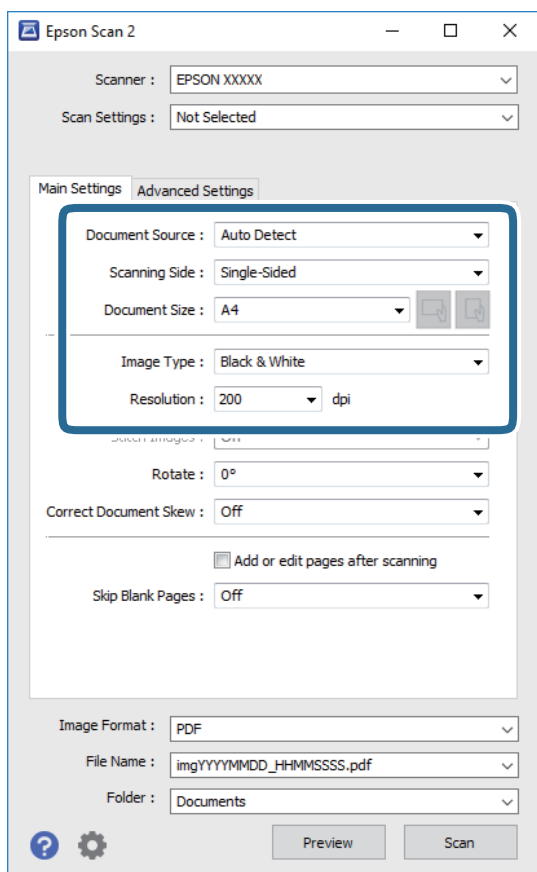 Epson Scan 2
Scanner : EPSON XXXXX
Scan Settings : Not Selected
Main Settings Advanced Settings
Document Source : Auto Detect
Scanning Side : Single-Sided
Document Size : A4
Image Type : Black & White
Resolution : 200 dpi
Rotate : 0°
Correct Document Skew : Off
Add or edit pages after scanning
Skip Blank Pages : Off
Image Format : PDF
File Name : imgYYYYMMDD_HHMMSSSS.pdf
Folder : Documents
? Preview Scan